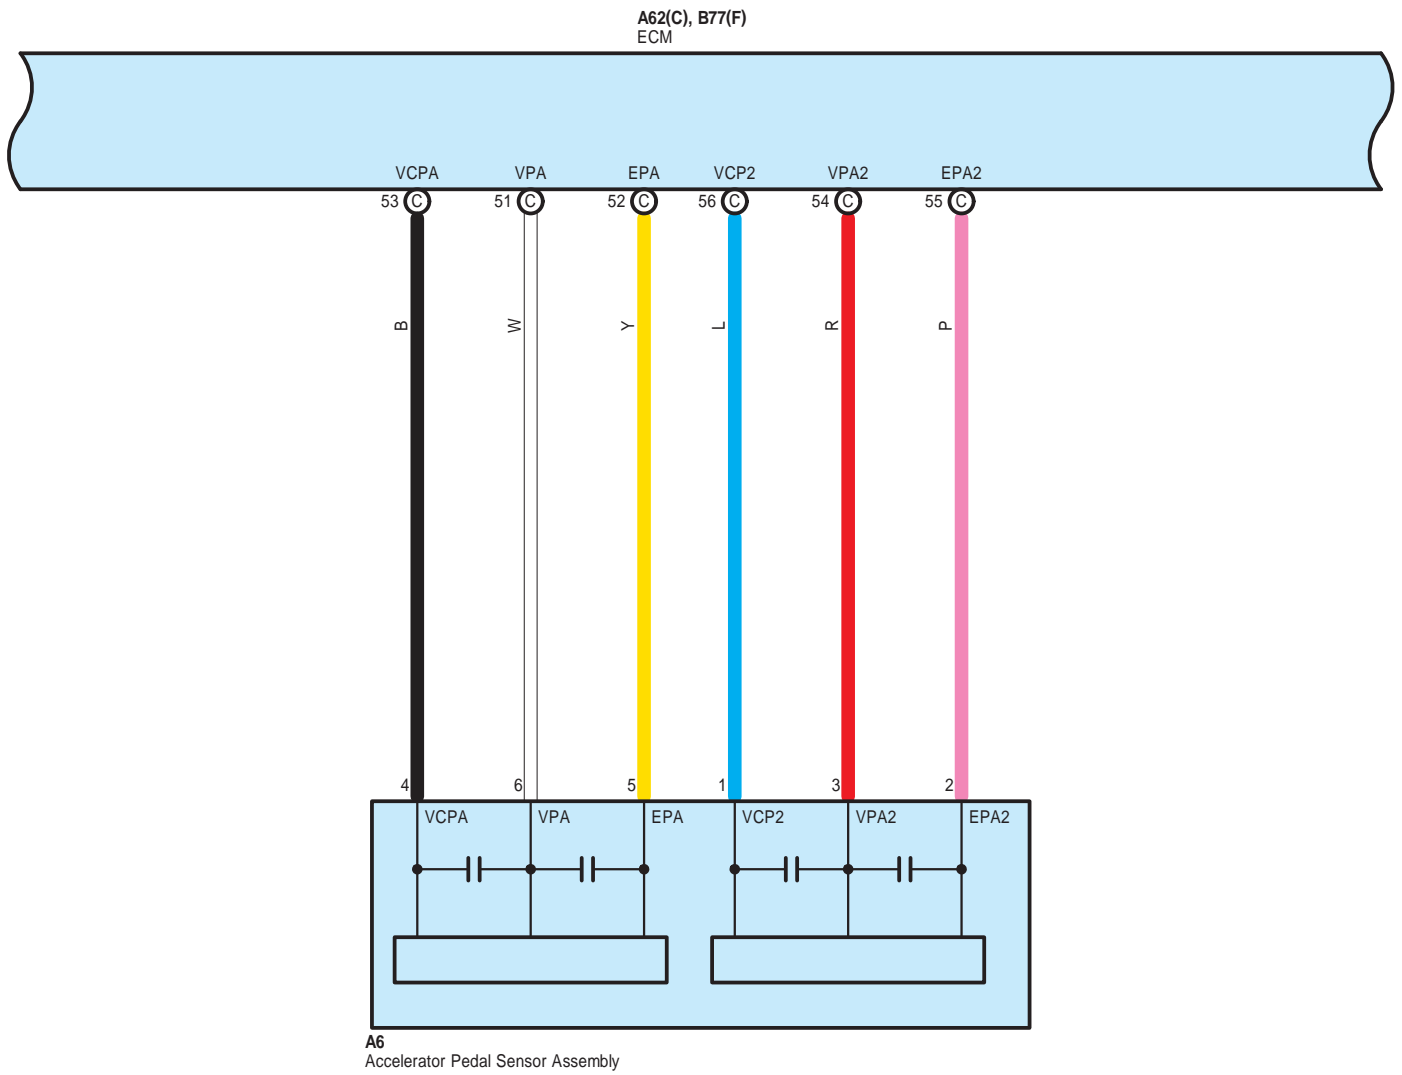 A62(C), B77(F)
ECM
VCPA VPA EPA VCP2 VPA2 EPA2
53 C 51 C 52 C 56 C 54 C 55 C
B W Y L R P
4 6 5 1 3 2
VCPA VPA EPA VCP2 VPA2 EPA2
A6
Accelerator Pedal Sensor Assembly